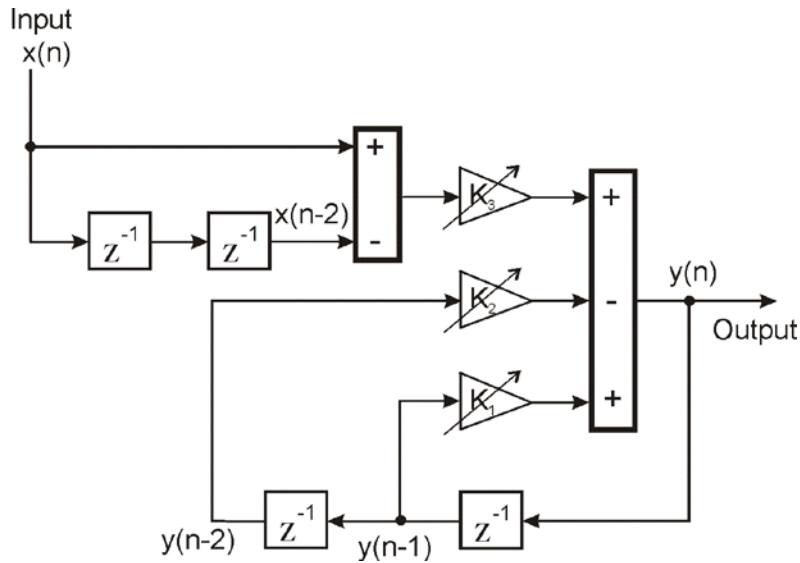 Input
x(n)
+
K₃
+
x(n-2)
z⁻¹
z⁻¹
-
y(n)
K₂
-
Output
K₁
+
z⁻¹
z⁻¹
y(n-2)
y(n-1)